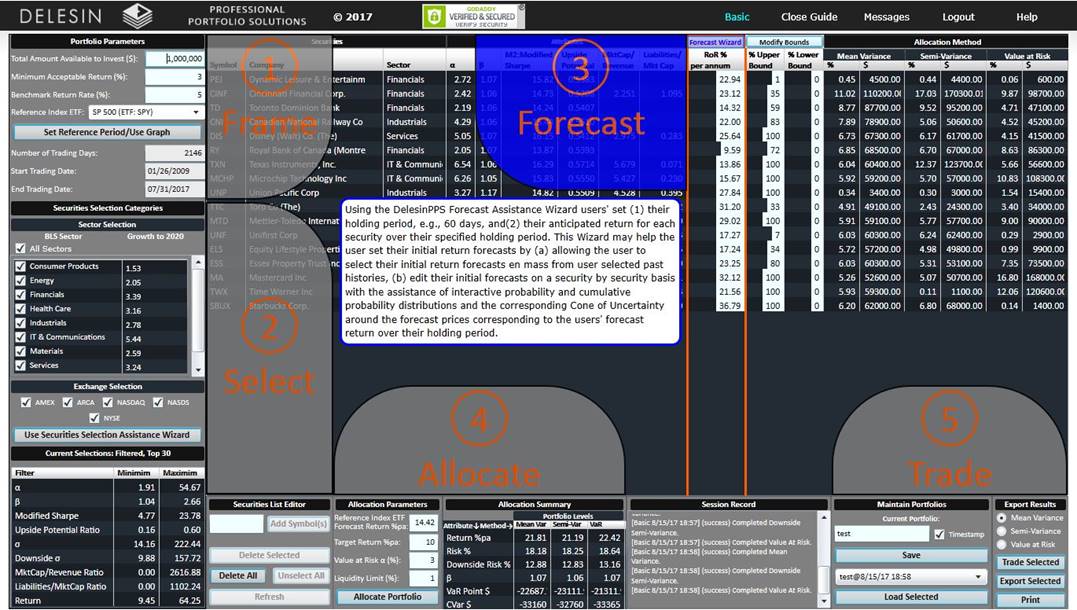 DELESIN
PROFESSIONAL PORTFOLIO SOLUTIONS
© 2017
GODADDY
VERIFIED & SECURED
VERIFY SECURITY
Basic
Close Guide
Messages
Logout
Help
Portfolio Parameters
Total Amount Available to Invest ($): 1,000,000
Minimum Acceptable Return (%): 3
Benchmark Return Rate (%): 5
Reference Index ETF: SP 500 (ETF: SPY)
Set Reference Period/Use Graph
Number of Trading Days: 2146
Start Trading Date: 01/26/2009
End Trading Date: 07/31/2017
Securities Selection Categories
Sector Selection
BLS Sector Growth to 2020
All Sectors
Consumer Products 1.53
Energy 2.05
Financials 3.39
Health Care 3.16
Industrials 2.78
IT & Communications 5.44
Materials 2.59
Services 3.24
Exchange Selection
AMEX ARCA NASDAQ NASDS
NYSE
Use Securities Selection Assistance Wizard
Current Selections: Filtered, Top 30
Filter Minimim Maximim
α 1.91 54.67
β 1.04 2.66
Modified Sharpe 4.77 23.78
Upside Potential Ratio 0.16 0.60
σ 14.16 222.44
Downside σ 9.88 157.72
MktCap/Revenue Ratio 0.00 2616.88
Liabilities/MktCap Ratio 0.00 1102.24
Return 9.45 64.25
1
Frame
2
Select
3
Forecast
4
Allocate
5
Trade
Securities
Symbol Company Sector α β M2:Modified Sharpe Upside MktCap/ Revenue Liabilities/ Mkt Cap
PEI Dynamic Leisure & Entertainm Financials 2.72 1.07
CINF Cincinnati Financial Corp. Financials 2.42 1.06 2.251 1.095
TD Toronto Dominion Bank Financials 2.19 1.06
Canadian National Railway Co Industrials 4.29 1.06
DIS Disney (Walt) Co. (The) Services 5.05 1.07 0.283
RY Royal Bank of Canada (Montre Financials 2.05 1.07 13.87 0.5393
TXN Texas Instruments, Inc. IT & Communi 6.54 1.06 16.29 0.5714 5.679 0.071
MCHP Microchip Technology Inc IT & Communi 6.26 1.05 15.83 0.5550 5.427 0.230
UNP Union Pacific Corp Industrials 3.27 1.17 14.82 0.5509 4.528 0.395
TTC Toro Co (The)
MTD Mettler-Toledo Internat
UNF Unifirst Corp
ELS Equity Lifestyle Properti
ESS Essex Property Trust Inc
MA Mastercard Inc
TWX Time Warner Inc
SBUX Starbucks Corp.
Using the DelesinPPS Forecast Assistance Wizard users' set (1) their
holding period, e.g., 60 days, and(2) their anticipated return for each
security over their specified holding period. This Wizard may help the
user set their initial return forecasts by (a) allowing the user to
select their initial return forecasts en mass from user selected past
histories, (b) edit their initial forecasts on a security by security basis
with the assistance of interactive probability and cumulative
probability distributions and the corresponding Cone of Uncertainty
around the forecast prices corresponding to the users' forecast
return over their holding period.
Forecast Wizard Modify Bounds Allocation Method
RoR % per annum % Upper Bound % Lower Bound Mean Variance Semi-Variance Value at Risk
% $ % $ % $
22.94 1 0 0.45 4500.00 0.44 4400.00 0.06 600.00
23.12 35 0 11.02 110200.00 17.03 170300.01 9.87 98700.00
14.32 59 0 8.77 87700.00 9.52 95200.00 4.71 47100.00
22.00 83 0 7.89 78900.00 5.06 50600.00 4.52 45200.00
25.64 100 0 6.73 67300.00 6.17 61700.00 4.15 41500.00
9.59 72 0 6.85 68500.00 6.70 67000.00 8.63 86300.00
13.86 100 0 6.04 60400.00 12.37 123700.00 5.66 56600.00
15.67 100 0 5.92 59200.00 5.70 57000.00 10.83 108300.00
27.84 100 0 0.34 3400.00 0.30 3000.00 1.54 15400.00
31.20 33 0 4.91 49100.00 2.43 24300.00 3.40 34000.00
29.02 100 0 5.91 59100.00 5.77 57700.00 9.00 90000.00
17.27 7 0 6.03 60300.00 6.24 62400.00 0.29 2900.00
17.24 34 0 5.72 57200.00 4.98 49800.00 0.99 9900.00
23.25 80 0 6.03 60300.00 5.31 53100.00 7.35 73500.00
32.12 100 0 5.26 52600.00 5.07 50700.00 16.80 168000.00
21.56 100 0 5.93 59300.00 0.11 1100.00 12.06 120600.00
36.79 100 0 6.20 62000.00 6.80 68000.00 0.14 1400.00
Securities List Editor
Add Symbol(s)
Delete Selected
Delete All
Unselect All
Refresh
Allocation Parameters
Reference Index ETF
Forecast Return %pa: 14.42
Target Return %pa: 10
Value at Risk α (%): 3
Liquidity Limit (%): 1
Allocate Portfolio
Allocation Summary
Portfolio Levels
Attribute Method Mean Var Semi-Var VaR
Return %pa 21.81 21.19 22.42
Risk % 18.18 18.25 18.64
Downside Risk % 12.88 12.83 13.16
β 1.07 1.06 1.07
VaR Point $ -22687. -23111. -21311.
CVar $ -33160 -32760 -33365
Session Record
Variance.
[Basic 8/15/17 18:57] (success) Completed Downside
Semi-Variance.
[Basic 8/15/17 18:57] (success) Completed Value At Risk.
[Basic 8/15/17 18:58] (success) Completed Mean
Variance.
[Basic 8/15/17 18:58] (success) Completed Downside
Semi-Variance.
[Basic 8/15/17 18:58] (success) Completed Value At Risk.
Maintain Portfolios
Current Portfolio:
test Timestamp
Save
test@8/15/17 18:58
Load Selected
Export Results
Mean Variance
Semi-Variance
Value at Risk
Trade Selected
Export Selected
Print